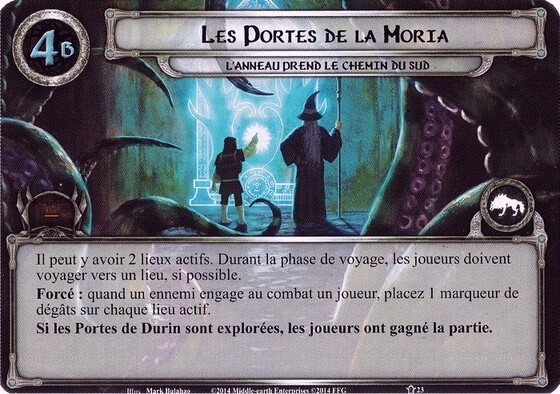 4B
LES PORTES DE LA MORIA
L'ANNEAU PREND LE CHEMIN DU SUD
Il peut y avoir 2 lieux actifs. Durant la phase de voyage, les joueurs doivent
voyager vers un lieu, si possible.
Forcé : quand un ennemi engage au combat un joueur, placez 1 marqueur de
dégâts sur chaque lieu actif.
Si les Portes de Durin sont explorées, les joueurs ont gagné la partie.
Illus. Mark Bulahao ©2014 Middle-earth ©2014 FFG 23